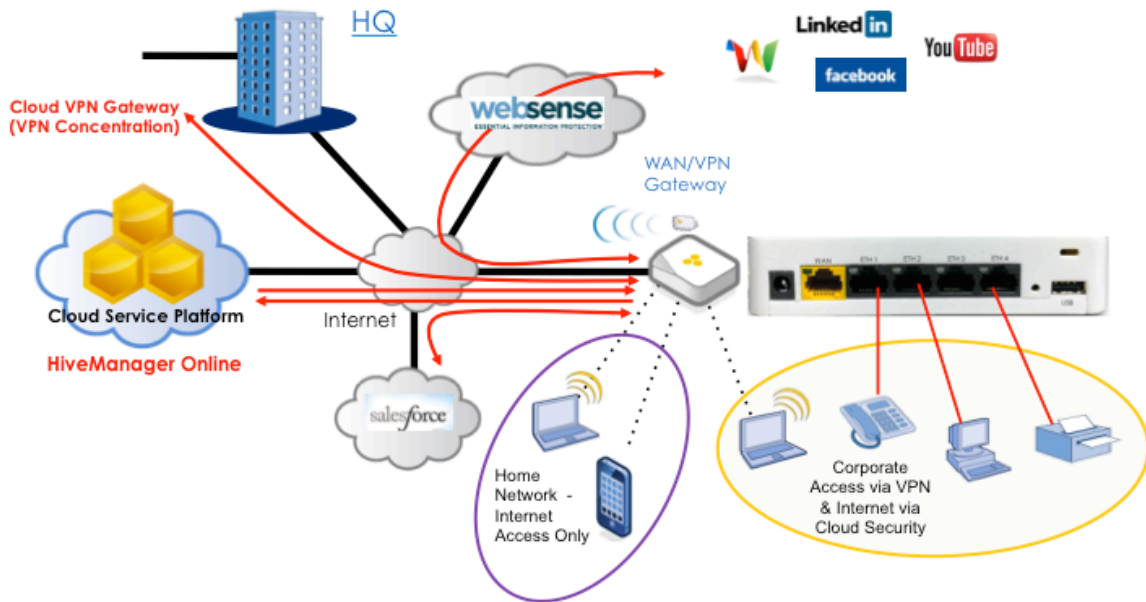 HQ
Linked in
You Tube
facebook
Cloud VPN Gateway
(VPN Concentration)
websense
ESSENTIAL INFORMATION PROTECTION
WAN/VPN
Gateway
WAN
ETH 1
ETH 2
ETH 3
ETH 4
USB
Cloud Service Platform
Internet
HiveManager Online
salesforce
Home
Network -
Internet
Access Only
Corporate
Access via VPN
& Internet via
Cloud Security